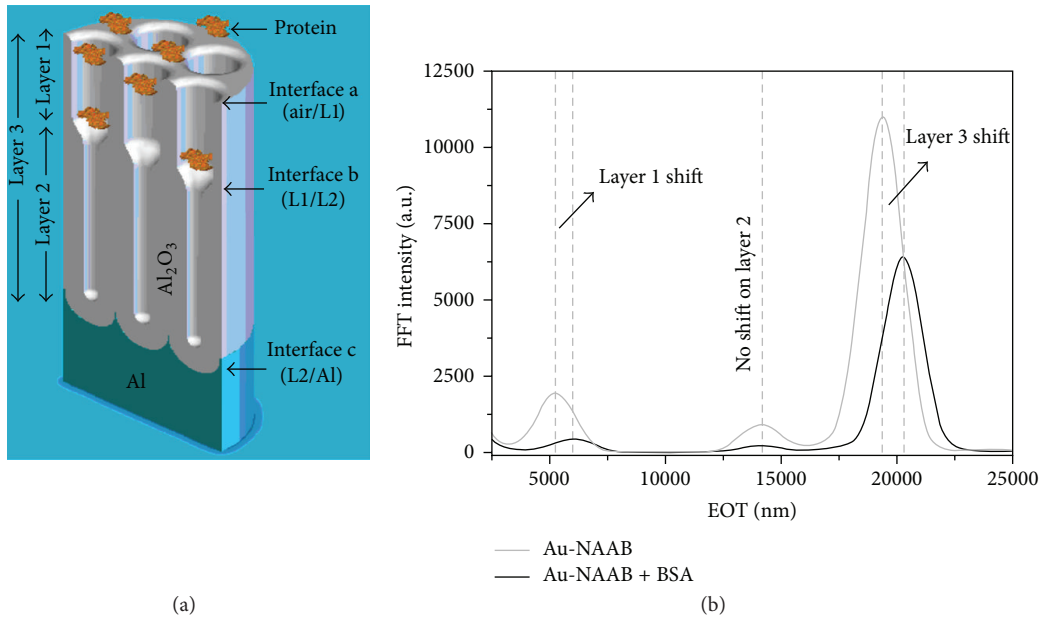 Protein
Interface a
(air/L1)
Interface b
(L1/L2)
Interface c
(L2/Al)
Layer 1
Layer 2
Layer 3
Al₂O₃
Al
(a)
FFT intensity (a.u.)
12500
10000
7500
5000
2500
0
Layer 1 shift
No shift on layer 2
Layer 3 shift
5000 10000 15000 20000 25000
EOT (nm)
Au-NAAB
Au-NAAB + BSA
(b)